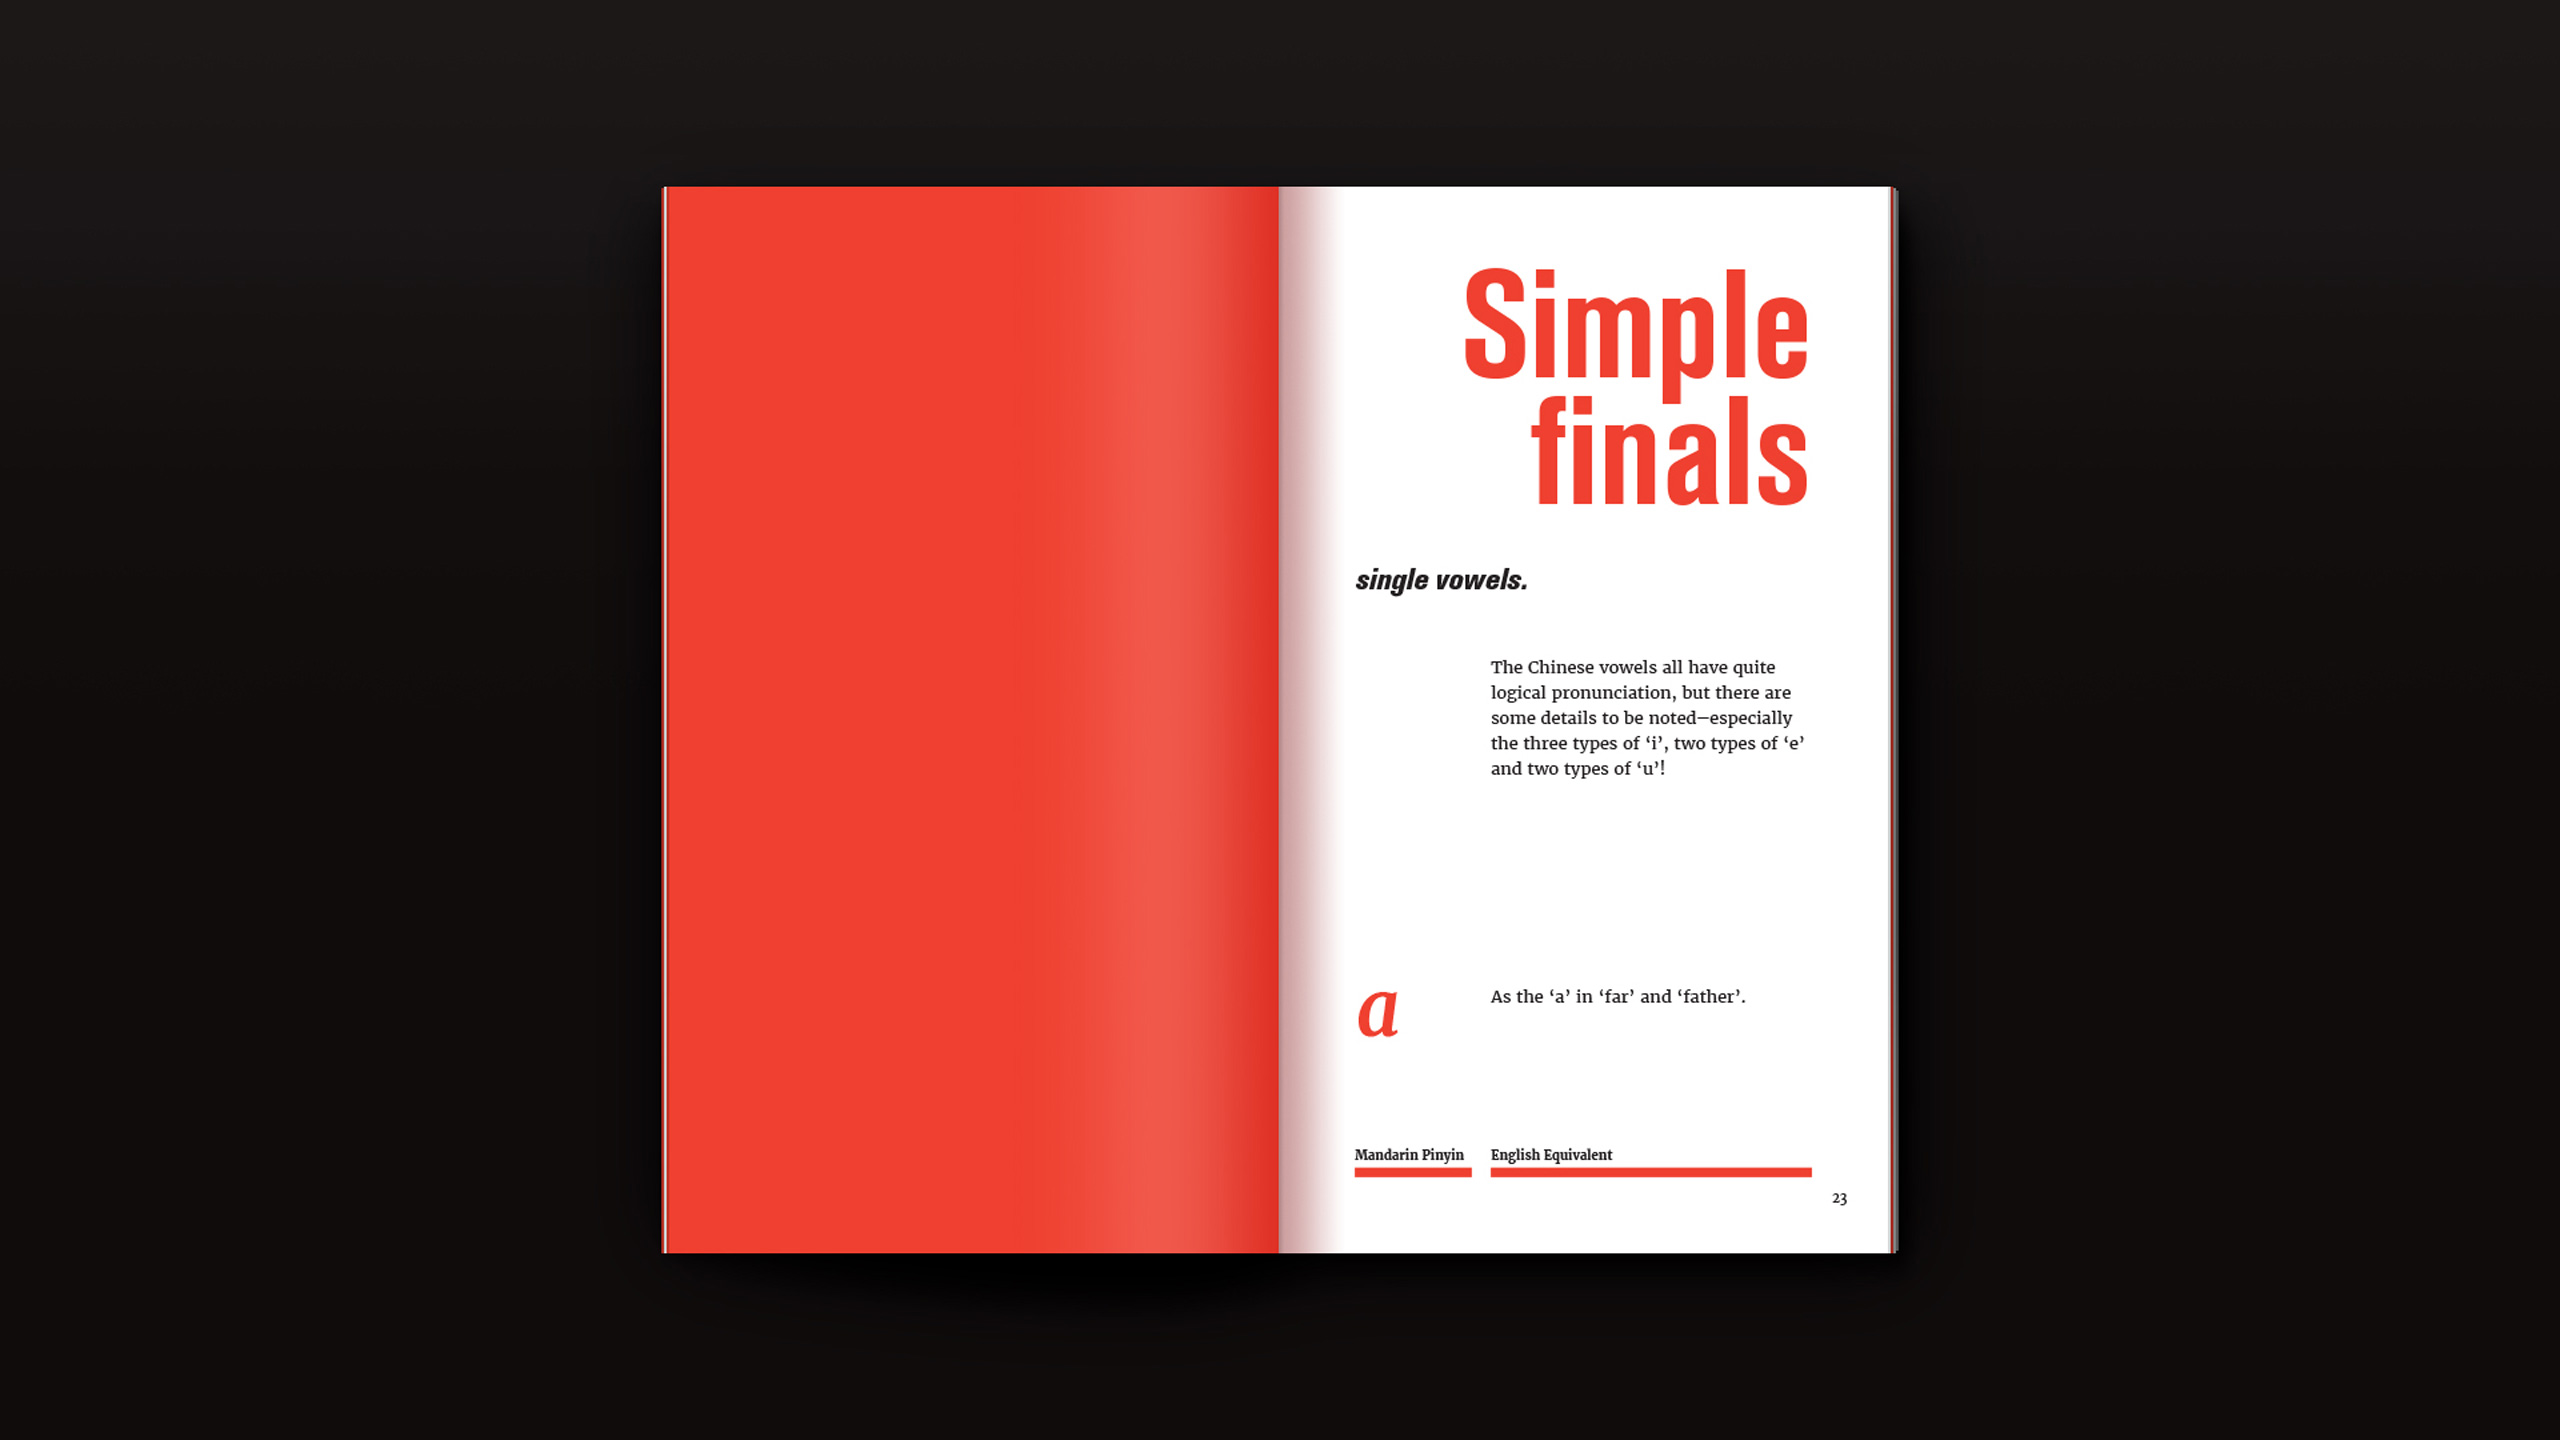 Simple
finals
single vowels.
The Chinese vowels all have quite
logical pronunciation, but there are
some details to be noted—especially
the three types of ‘i’, two types of ‘e’
and two types of ‘u’!
a
As the ‘a’ in ‘far’ and ‘father’.
Mandarin Pinyin
English Equivalent
23